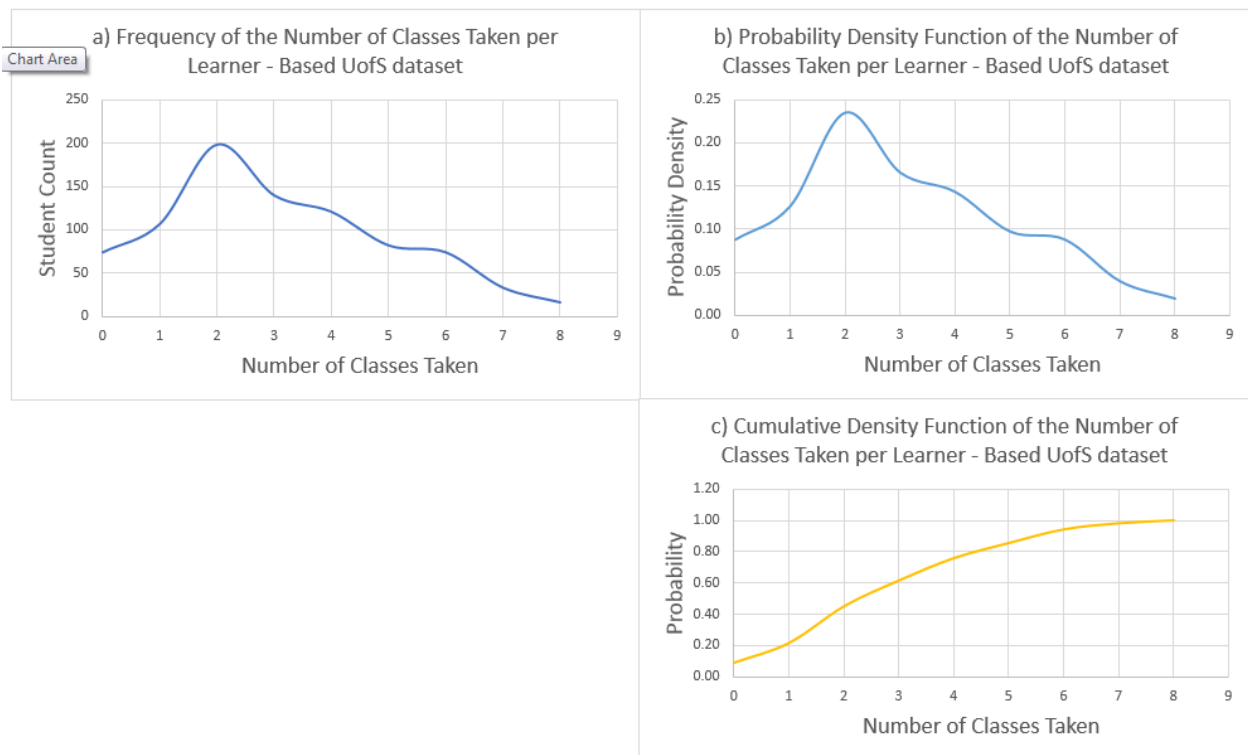 a) Frequency of the Number of Classes Taken per
Learner - Based UofS dataset
Chart Area
250
200
150
100
50
0
Student Count
0 1 2 3 4 5 6 7 8 9
Number of Classes Taken
b) Probability Density Function of the Number of
Classes Taken per Learner - Based UofS dataset
0.25
0.20
0.15
0.10
0.05
0.00
Probability Density
0 1 2 3 4 5 6 7 8 9
Number of Classes Taken
c) Cumulative Density Function of the Number of
Classes Taken per Learner - Based UofS dataset
1.20
1.00
0.80
0.60
0.40
0.20
0.00
Probability
0 1 2 3 4 5 6 7 8 9
Number of Classes Taken